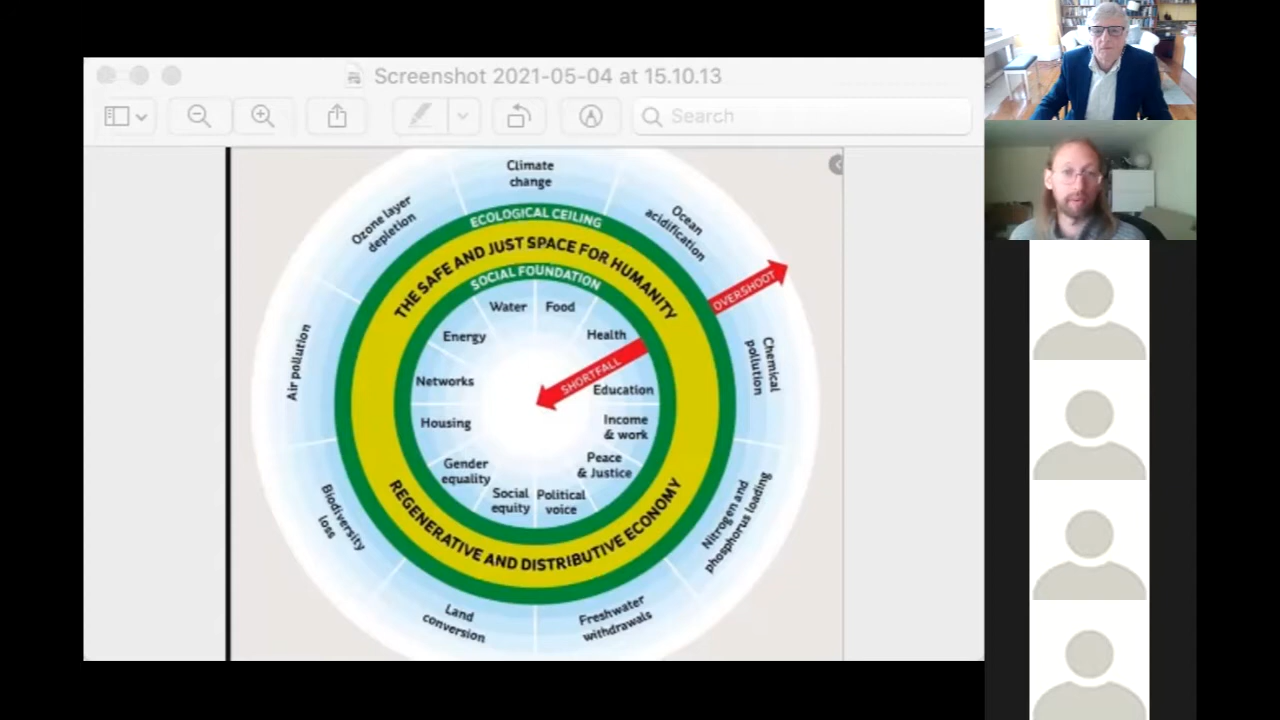 Screenshot 2021-05-04 at 15.10.13
Search
Climate
change
Ozone layer
depletion
Ocean
acidification
ECOLOGICAL CEILING
THE SAFE AND JUST SPACE FOR HUMANITY
SOCIAL FOUNDATION
OVERSHOOT
Water
Food
Energy
Health
SHORTFALL
Air pollution
Chemical
pollution
Networks
Education
Housing
Income
& work
Gender
equality
Peace
& Justice
Social
equity
Political
voice
REGENERATIVE AND DISTRIBUTIVE ECONOMY
Biodiversity
loss
Nitrogen and
phosphorus loading
Land
conversion
Freshwater
withdrawals